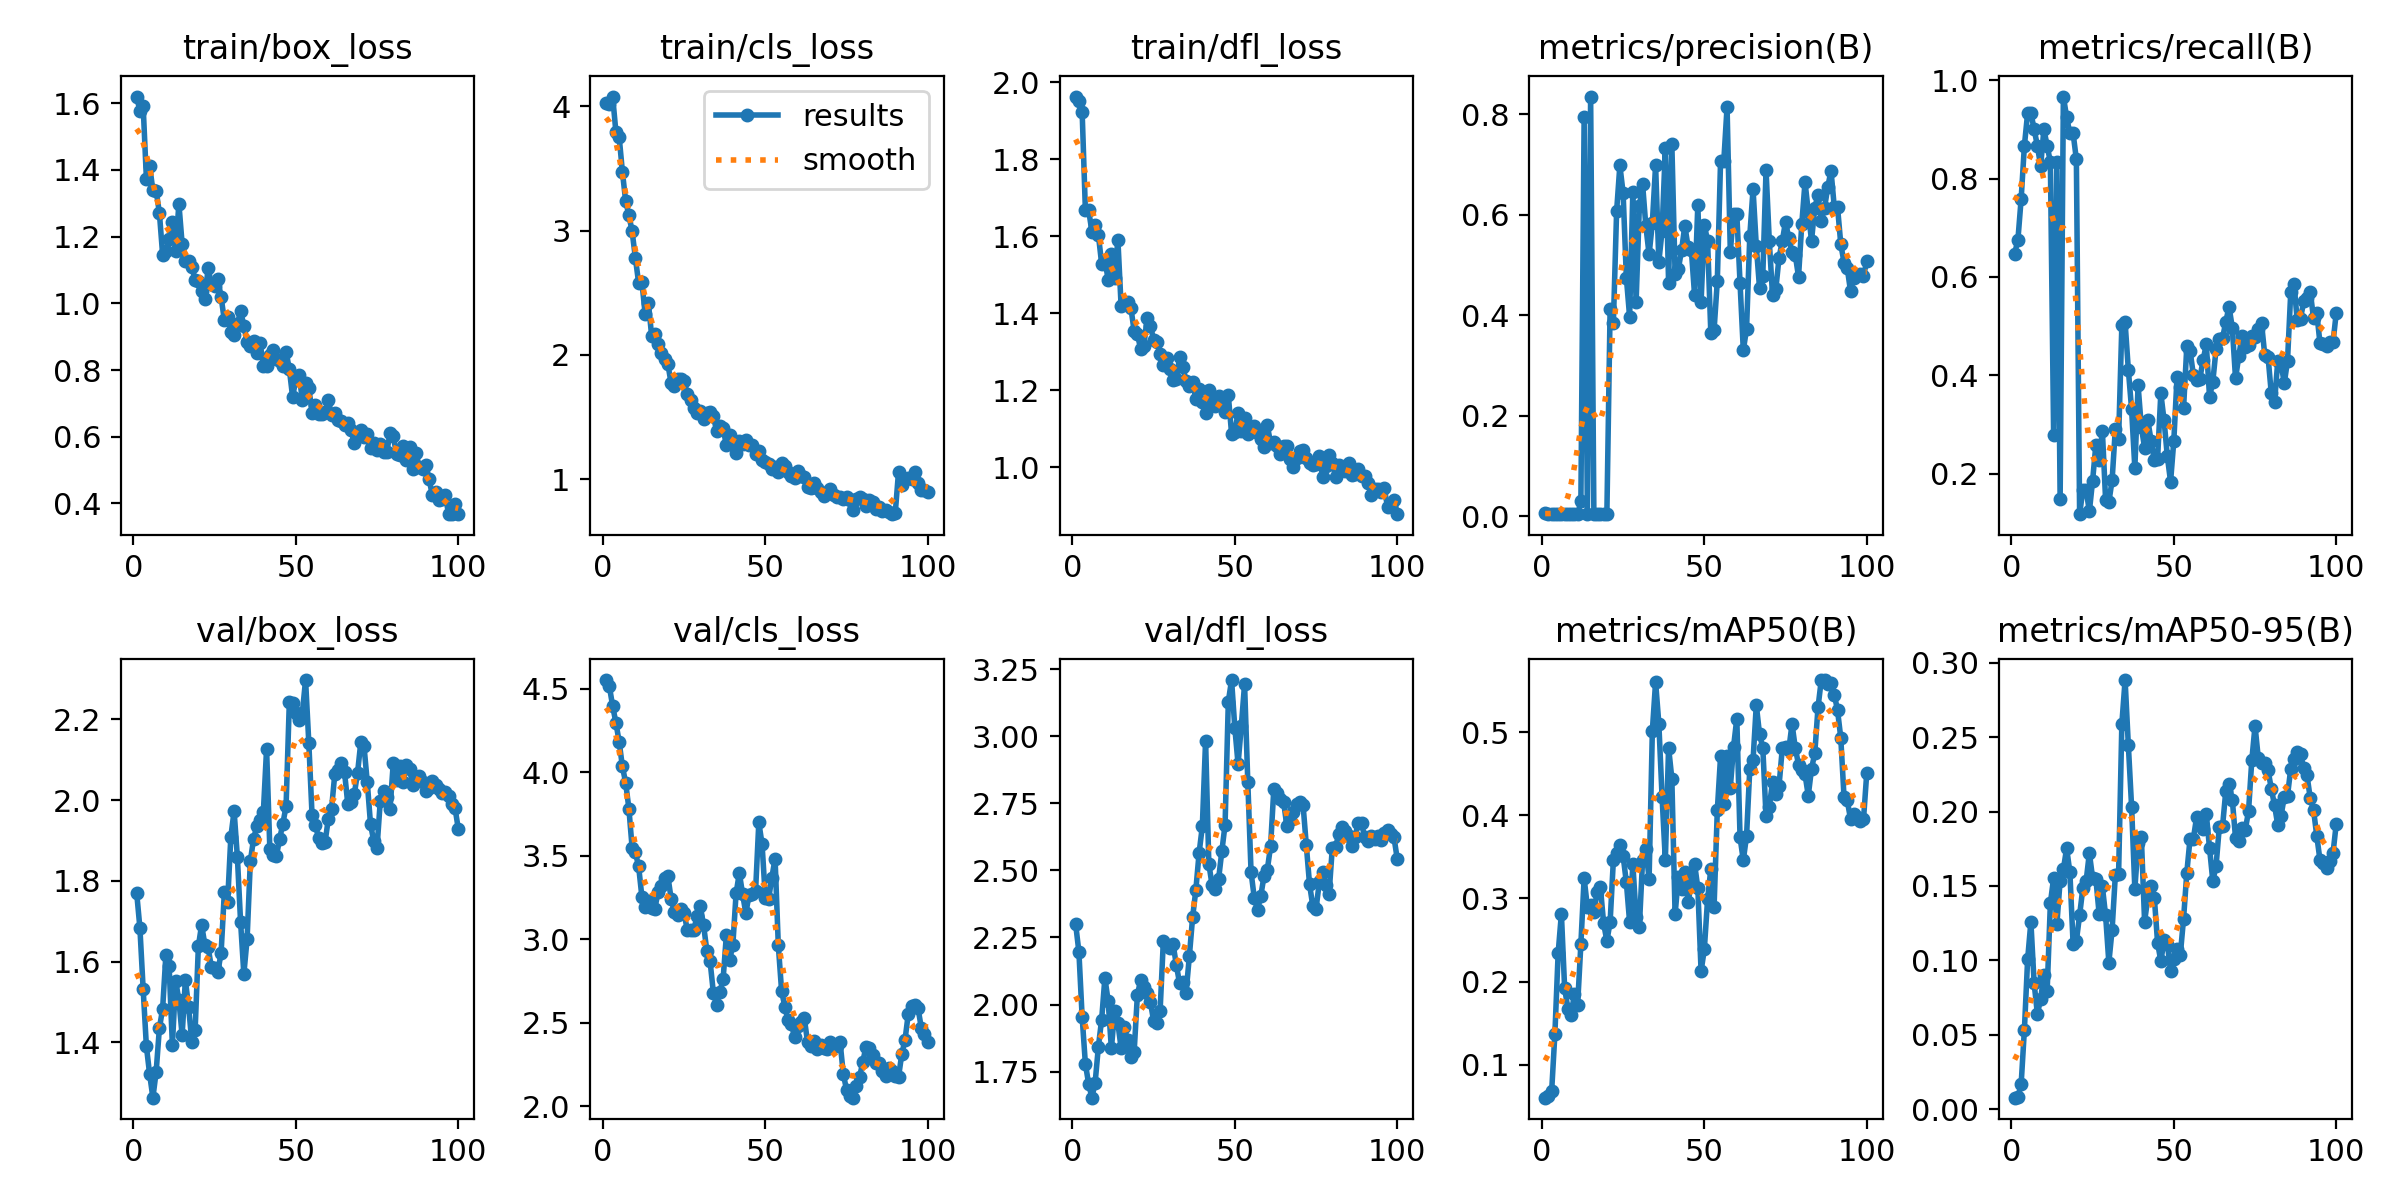 train/box_loss
1.6
1.4
1.2
1.0
0.8
0.6
0.4
0 50 100
train/cls_loss
results
smooth
4
3
2
1
0 50 100
train/dfl_loss
2.0
1.8
1.6
1.4
1.2
1.0
0 50 100
metrics/precision(B)
0.8
0.6
0.4
0.2
0.0
0 50 100
metrics/recall(B)
1.0
0.8
0.6
0.4
0.2
0 50 100
val/box_loss
2.2
2.0
1.8
1.6
1.4
0 50 100
val/cls_loss
4.5
4.0
3.5
3.0
2.5
2.0
0 50 100
val/dfl_loss
3.25
3.00
2.75
2.50
2.25
2.00
1.75
0 50 100
metrics/mAP50(B)
0.5
0.4
0.3
0.2
0.1
0 50 100
metrics/mAP50-95(B)
0.30
0.25
0.20
0.15
0.10
0.05
0.00
0 50 100